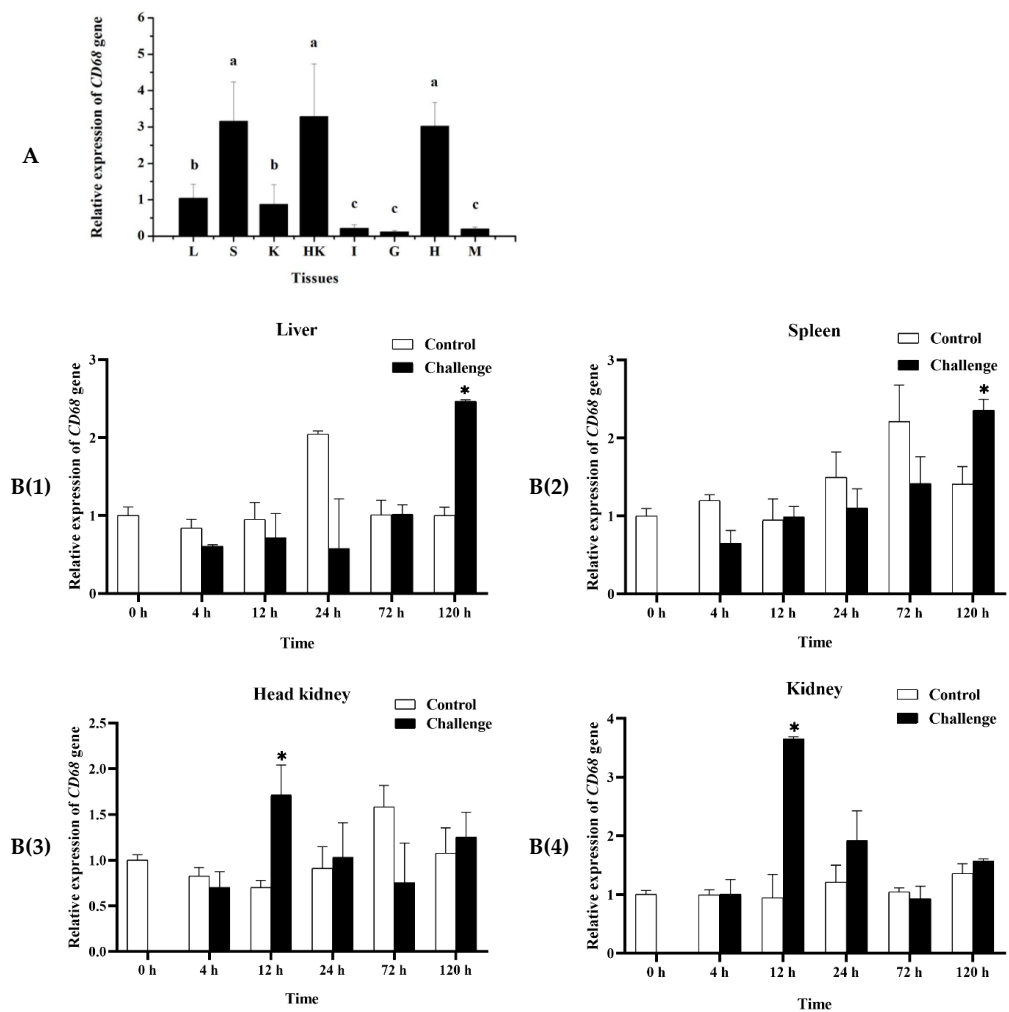 A
Relative expression of CD68 gene
6
5
4
3
2
1
0
b
a
b
a
c
c
a
c
L S K HK I G H M
Tissues
B(1)
Liver
Control
Challenge
Relative expression of CD68 gene
3
2
1
0
*
0 h 4 h 12 h 24 h 72 h 120 h
Time
B(2)
Spleen
Control
Challenge
Relative expression of CD68 gene
3
2
1
0
*
0 h 4 h 12 h 24 h 72 h 120 h
Time
B(3)
Head kidney
Control
Challenge
Relative expression of CD68 gene
2.5
2.0
1.5
1.0
0.5
0.0
*
0 h 4 h 12 h 24 h 72 h 120 h
Time
B(4)
Kidney
Control
Challenge
Relative expression of CD68 gene
4
3
2
1
0
*
0 h 4 h 12 h 24 h 72 h 120 h
Time